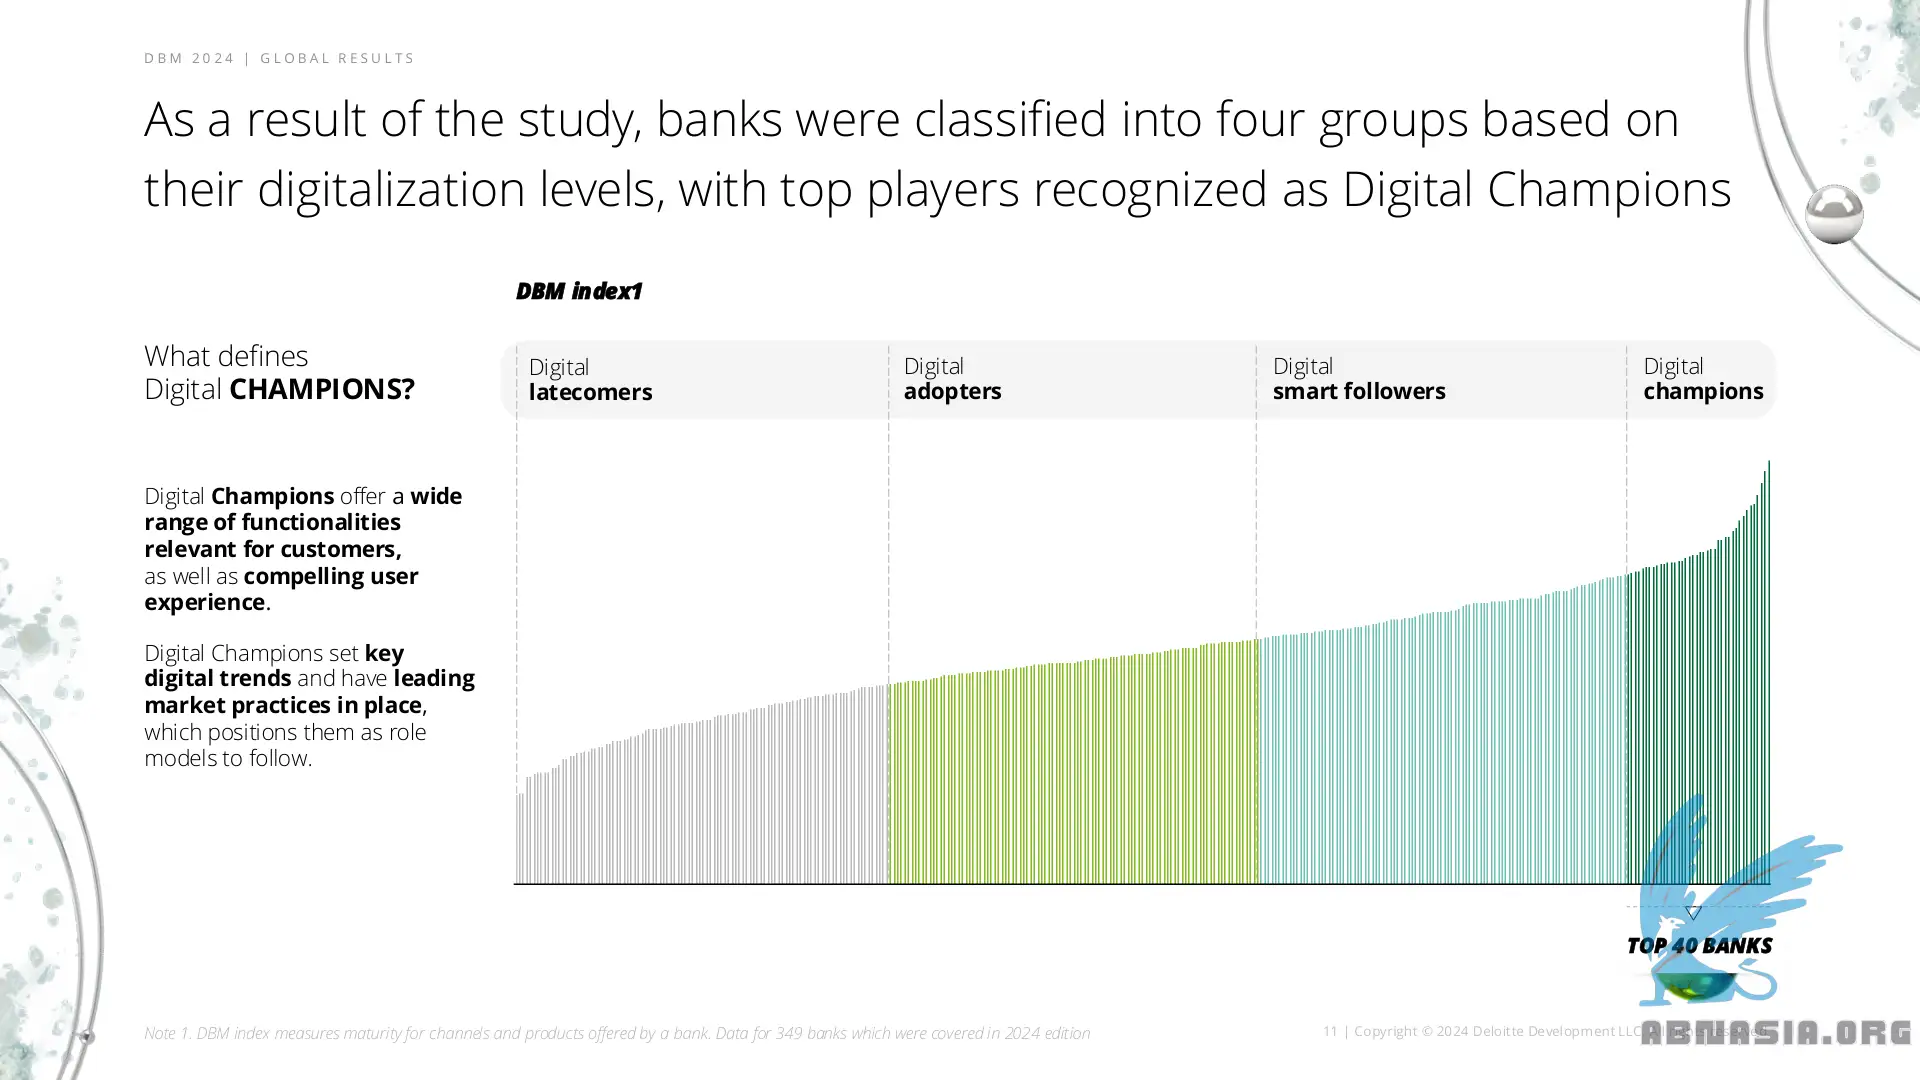 DBM 2024 | GLOBAL RESULTS
As a result of the study, banks were classified into four groups based on
their digitalization levels, with top players recognized as Digital Champions
DBM index1
What defines
Digital CHAMPIONS?
Digital
latecomers
Digital
adopters
Digital
smart followers
Digital
champions
Digital Champions offer a wide
range of functionalities
relevant for customers,
as well as compelling user
experience.
Digital Champions set key
digital trends and have leading
market practices in place,
which positions them as role
models to follow.
TOP 40 BANKS
Note 1. DBM index measures maturity for channels and products offered by a bank. Data for 349 banks which were covered in 2024 edition
11 | Copyright © 2024 Deloitte Development LLC. All rights reserved.
ABNASIA.ORG